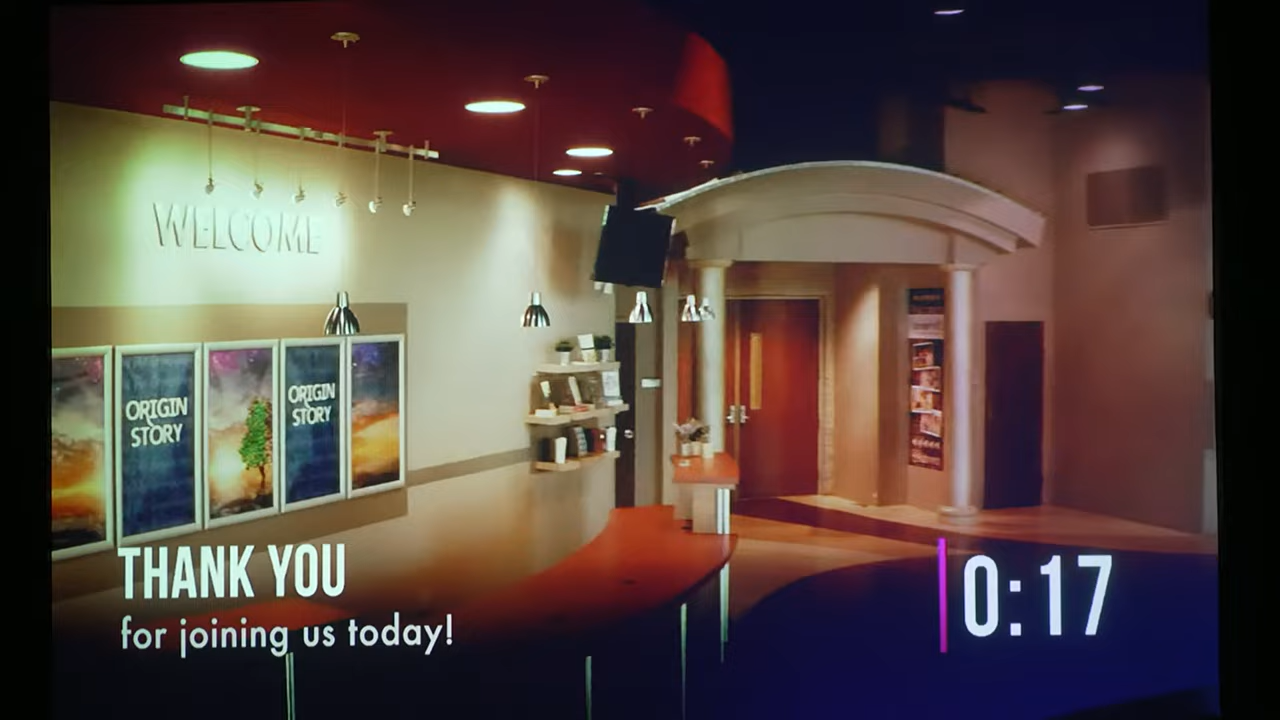 WELCOME
ORIGIN
STORY
ORIGIN
STORY
THANK YOU
for joining us today!
0:17